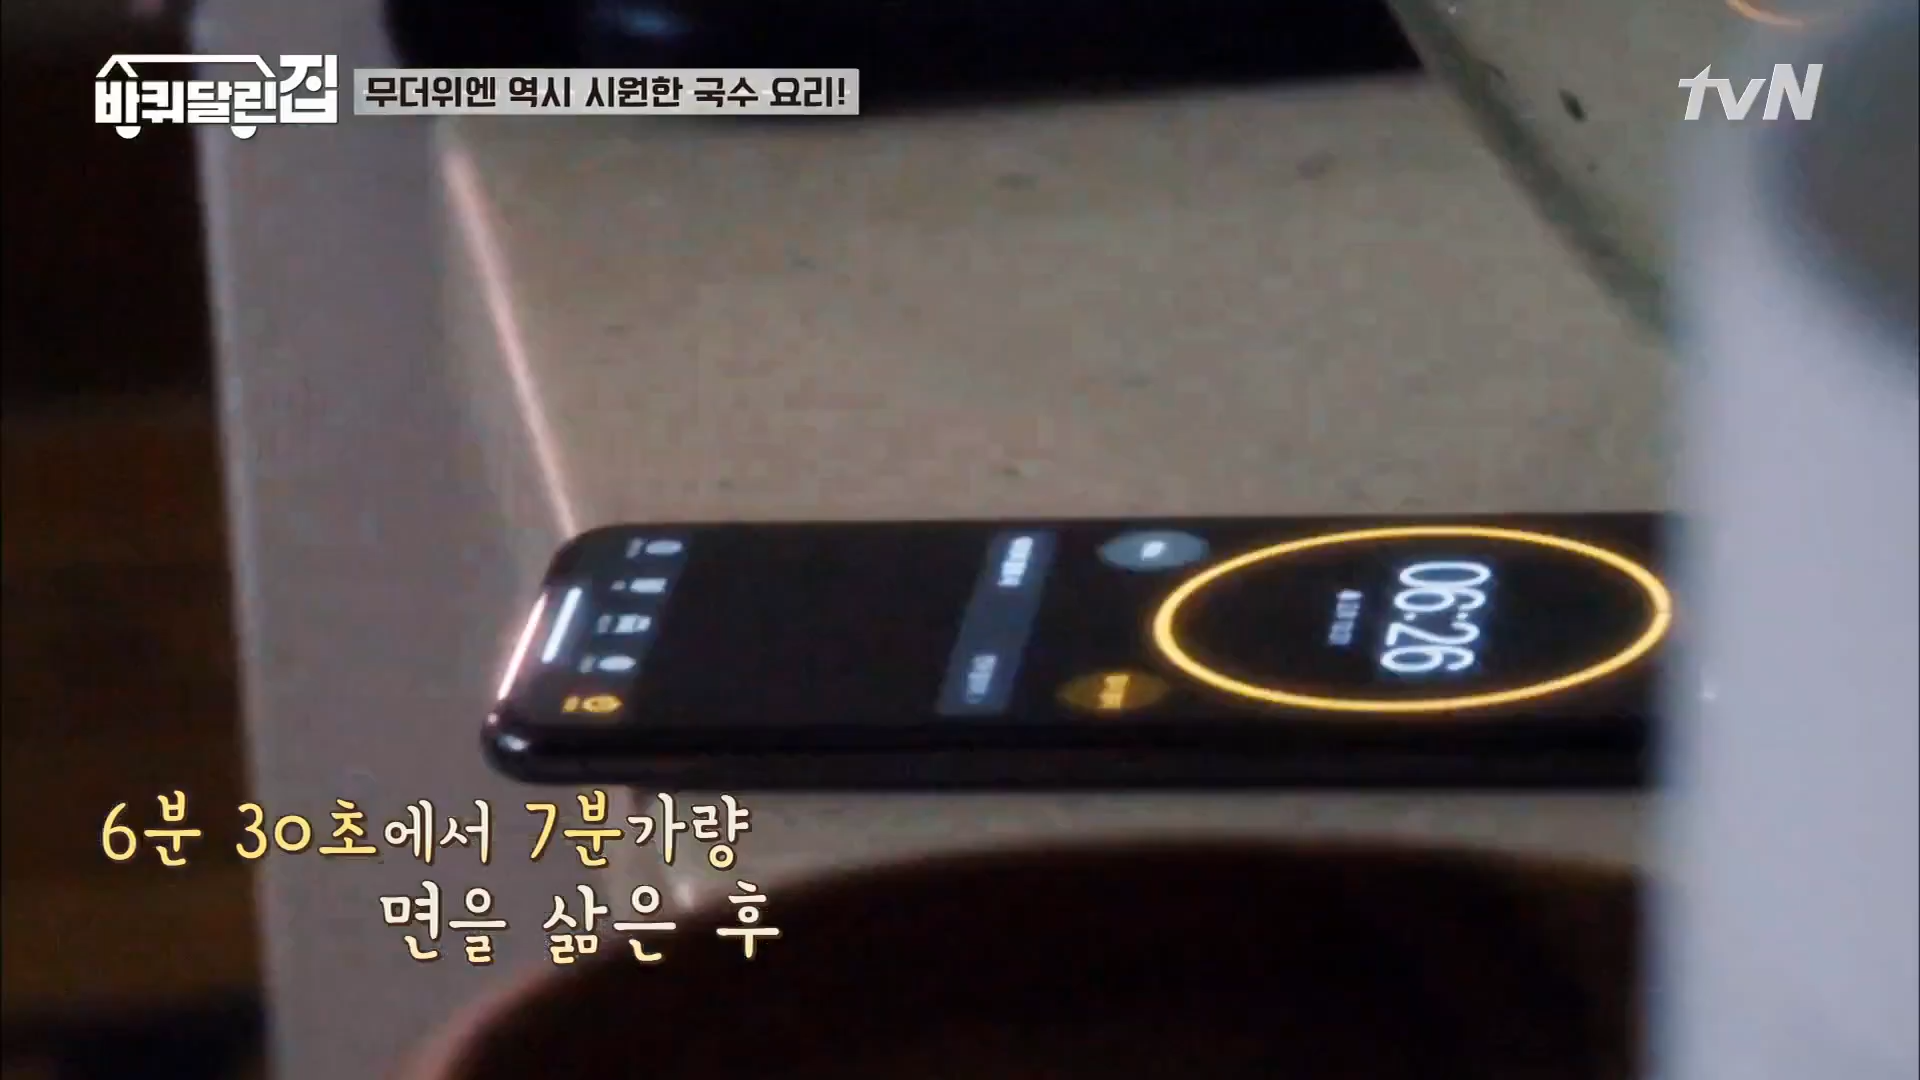 바퀴달린집
무더위엔 역시 시원한 국수 요리!
tvN
06:26
6분 30초에서 7분가량
면을 삶은 후